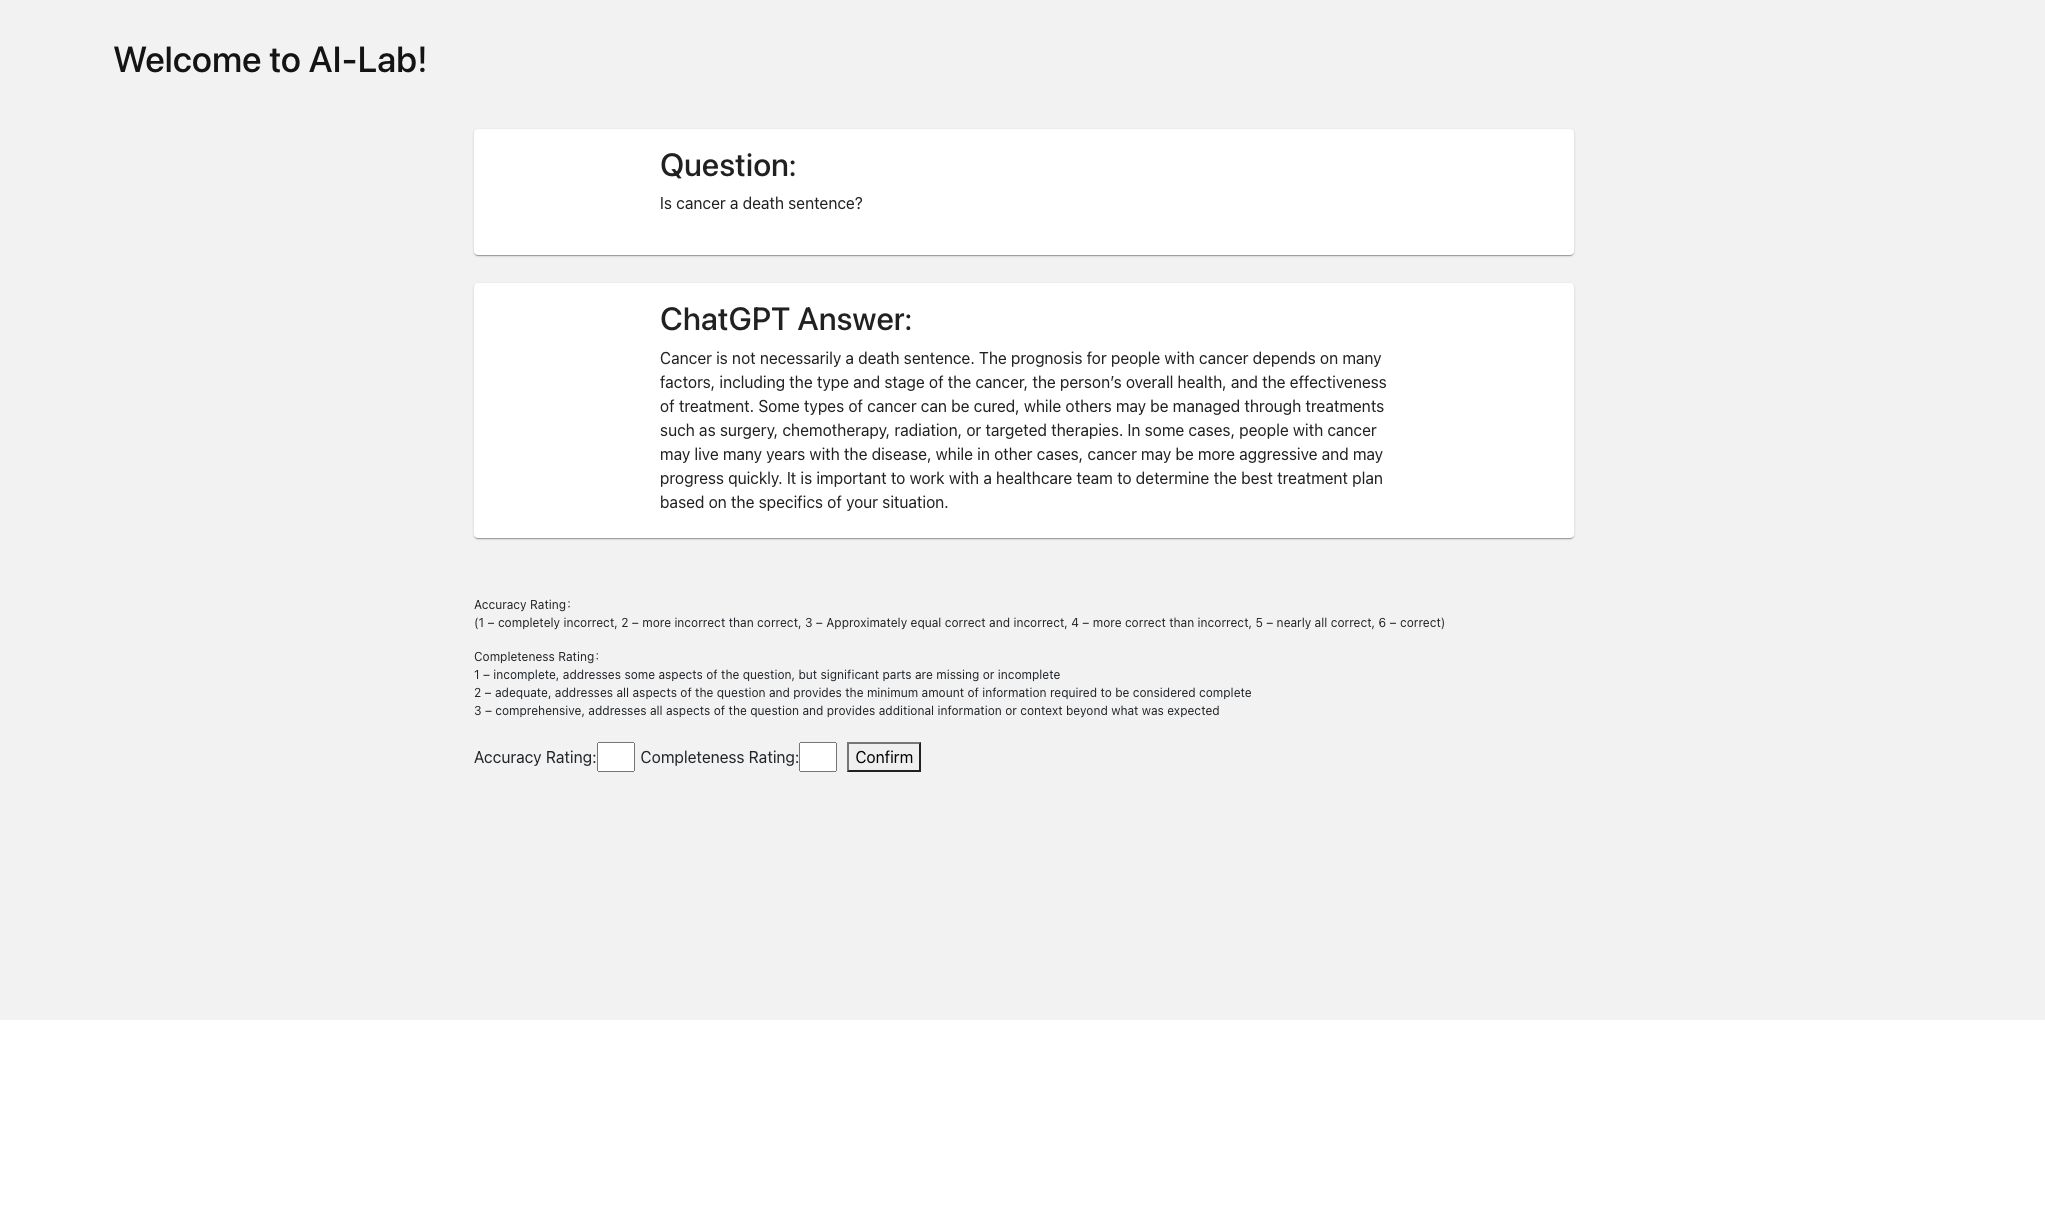 Welcome to AI-Lab!
Question:
Is cancer a death sentence?
ChatGPT Answer:
Cancer is not necessarily a death sentence. The prognosis for people with cancer depends on many
factors, including the type and stage of the cancer, the person's overall health, and the effectiveness
of treatment. Some types of cancer can be cured, while others may be managed through treatments
such as surgery, chemotherapy, radiation, or targeted therapies. In some cases, people with cancer
may live many years with the disease, while in other cases, cancer may be more aggressive and may
progress quickly. It is important to work with a healthcare team to determine the best treatment plan
based on the specifics of your situation.
Accuracy Rating:
(1 – completely incorrect, 2 – more incorrect than correct, 3 – Approximately equal correct and incorrect, 4 – more correct than incorrect, 5 – nearly all correct, 6 – correct)
Completeness Rating:
1 – incomplete, addresses some aspects of the question, but significant parts are missing or incomplete
2 – adequate, addresses all aspects of the question and provides the minimum amount of information required to be considered complete
3 – comprehensive, addresses all aspects of the question and provides additional information or context beyond what was expected
Accuracy Rating: Completeness Rating: Confirm